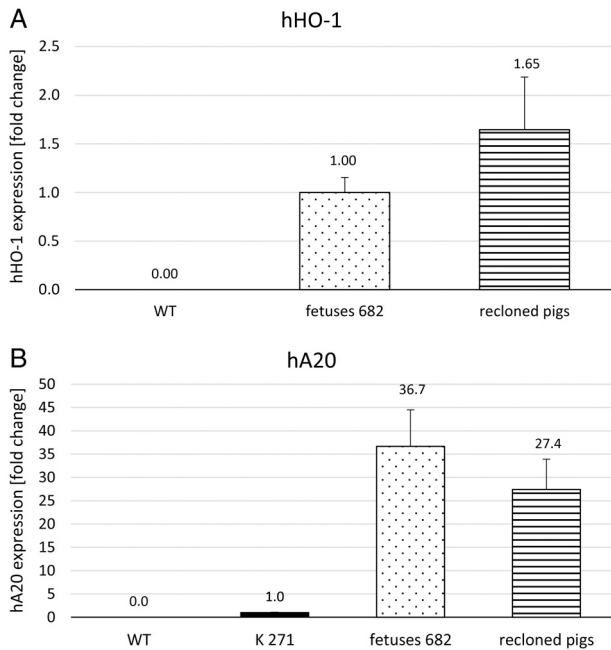 A
hHO-1
hHO-1 expression [fold change]
2.5
2.0
1.5
1.0
0.5
0.0
0.00
1.00
1.65
WT
fetuses 682
recloned pigs
B
hA20
hA20 expression [fold change]
50
45
40
35
30
25
20
15
10
5
0
0.0
1.0
36.7
27.4
WT
K 271
fetuses 682
recloned pigs